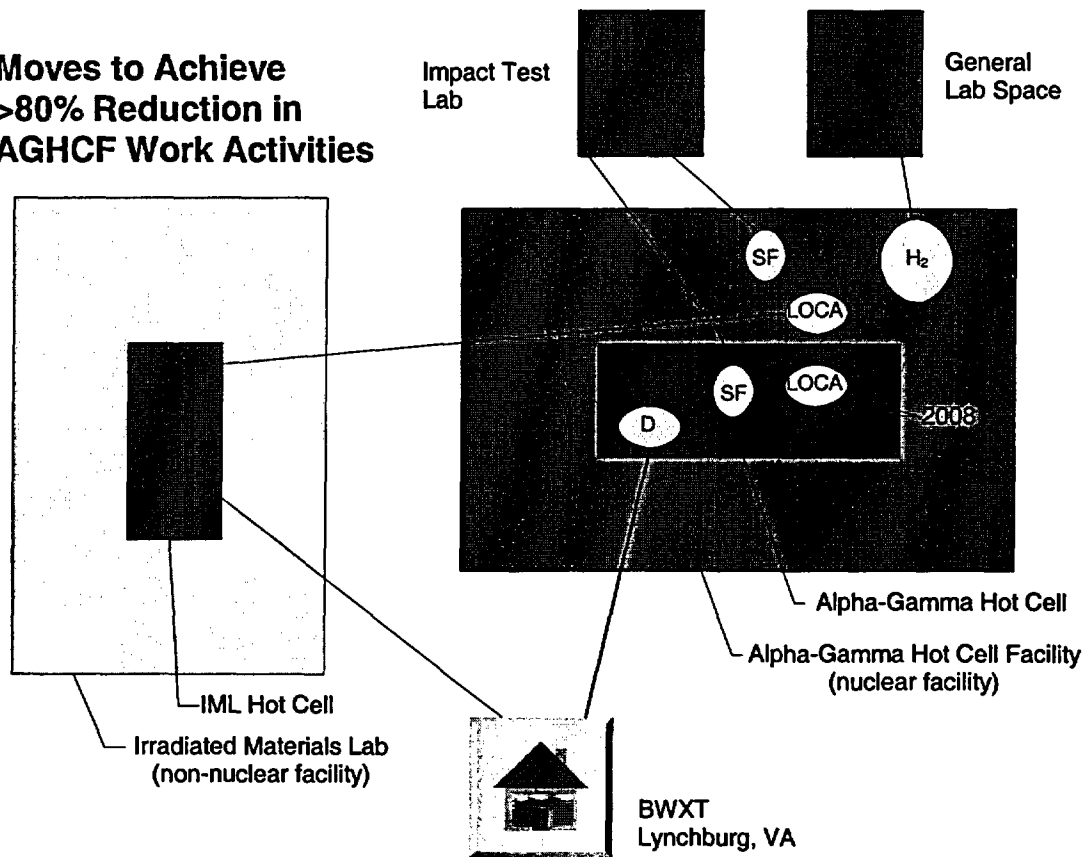 Moves to Achieve
>80% Reduction in
AGHCF Work Activities
Impact Test
Lab
General
Lab Space
SF
H₂
LOCA
SF
LOCA
D
2008
Alpha-Gamma Hot Cell
Alpha-Gamma Hot Cell Facility
(nuclear facility)
IML Hot Cell
Irradiated Materials Lab
(non-nuclear facility)
BWXT
Lynchburg, VA